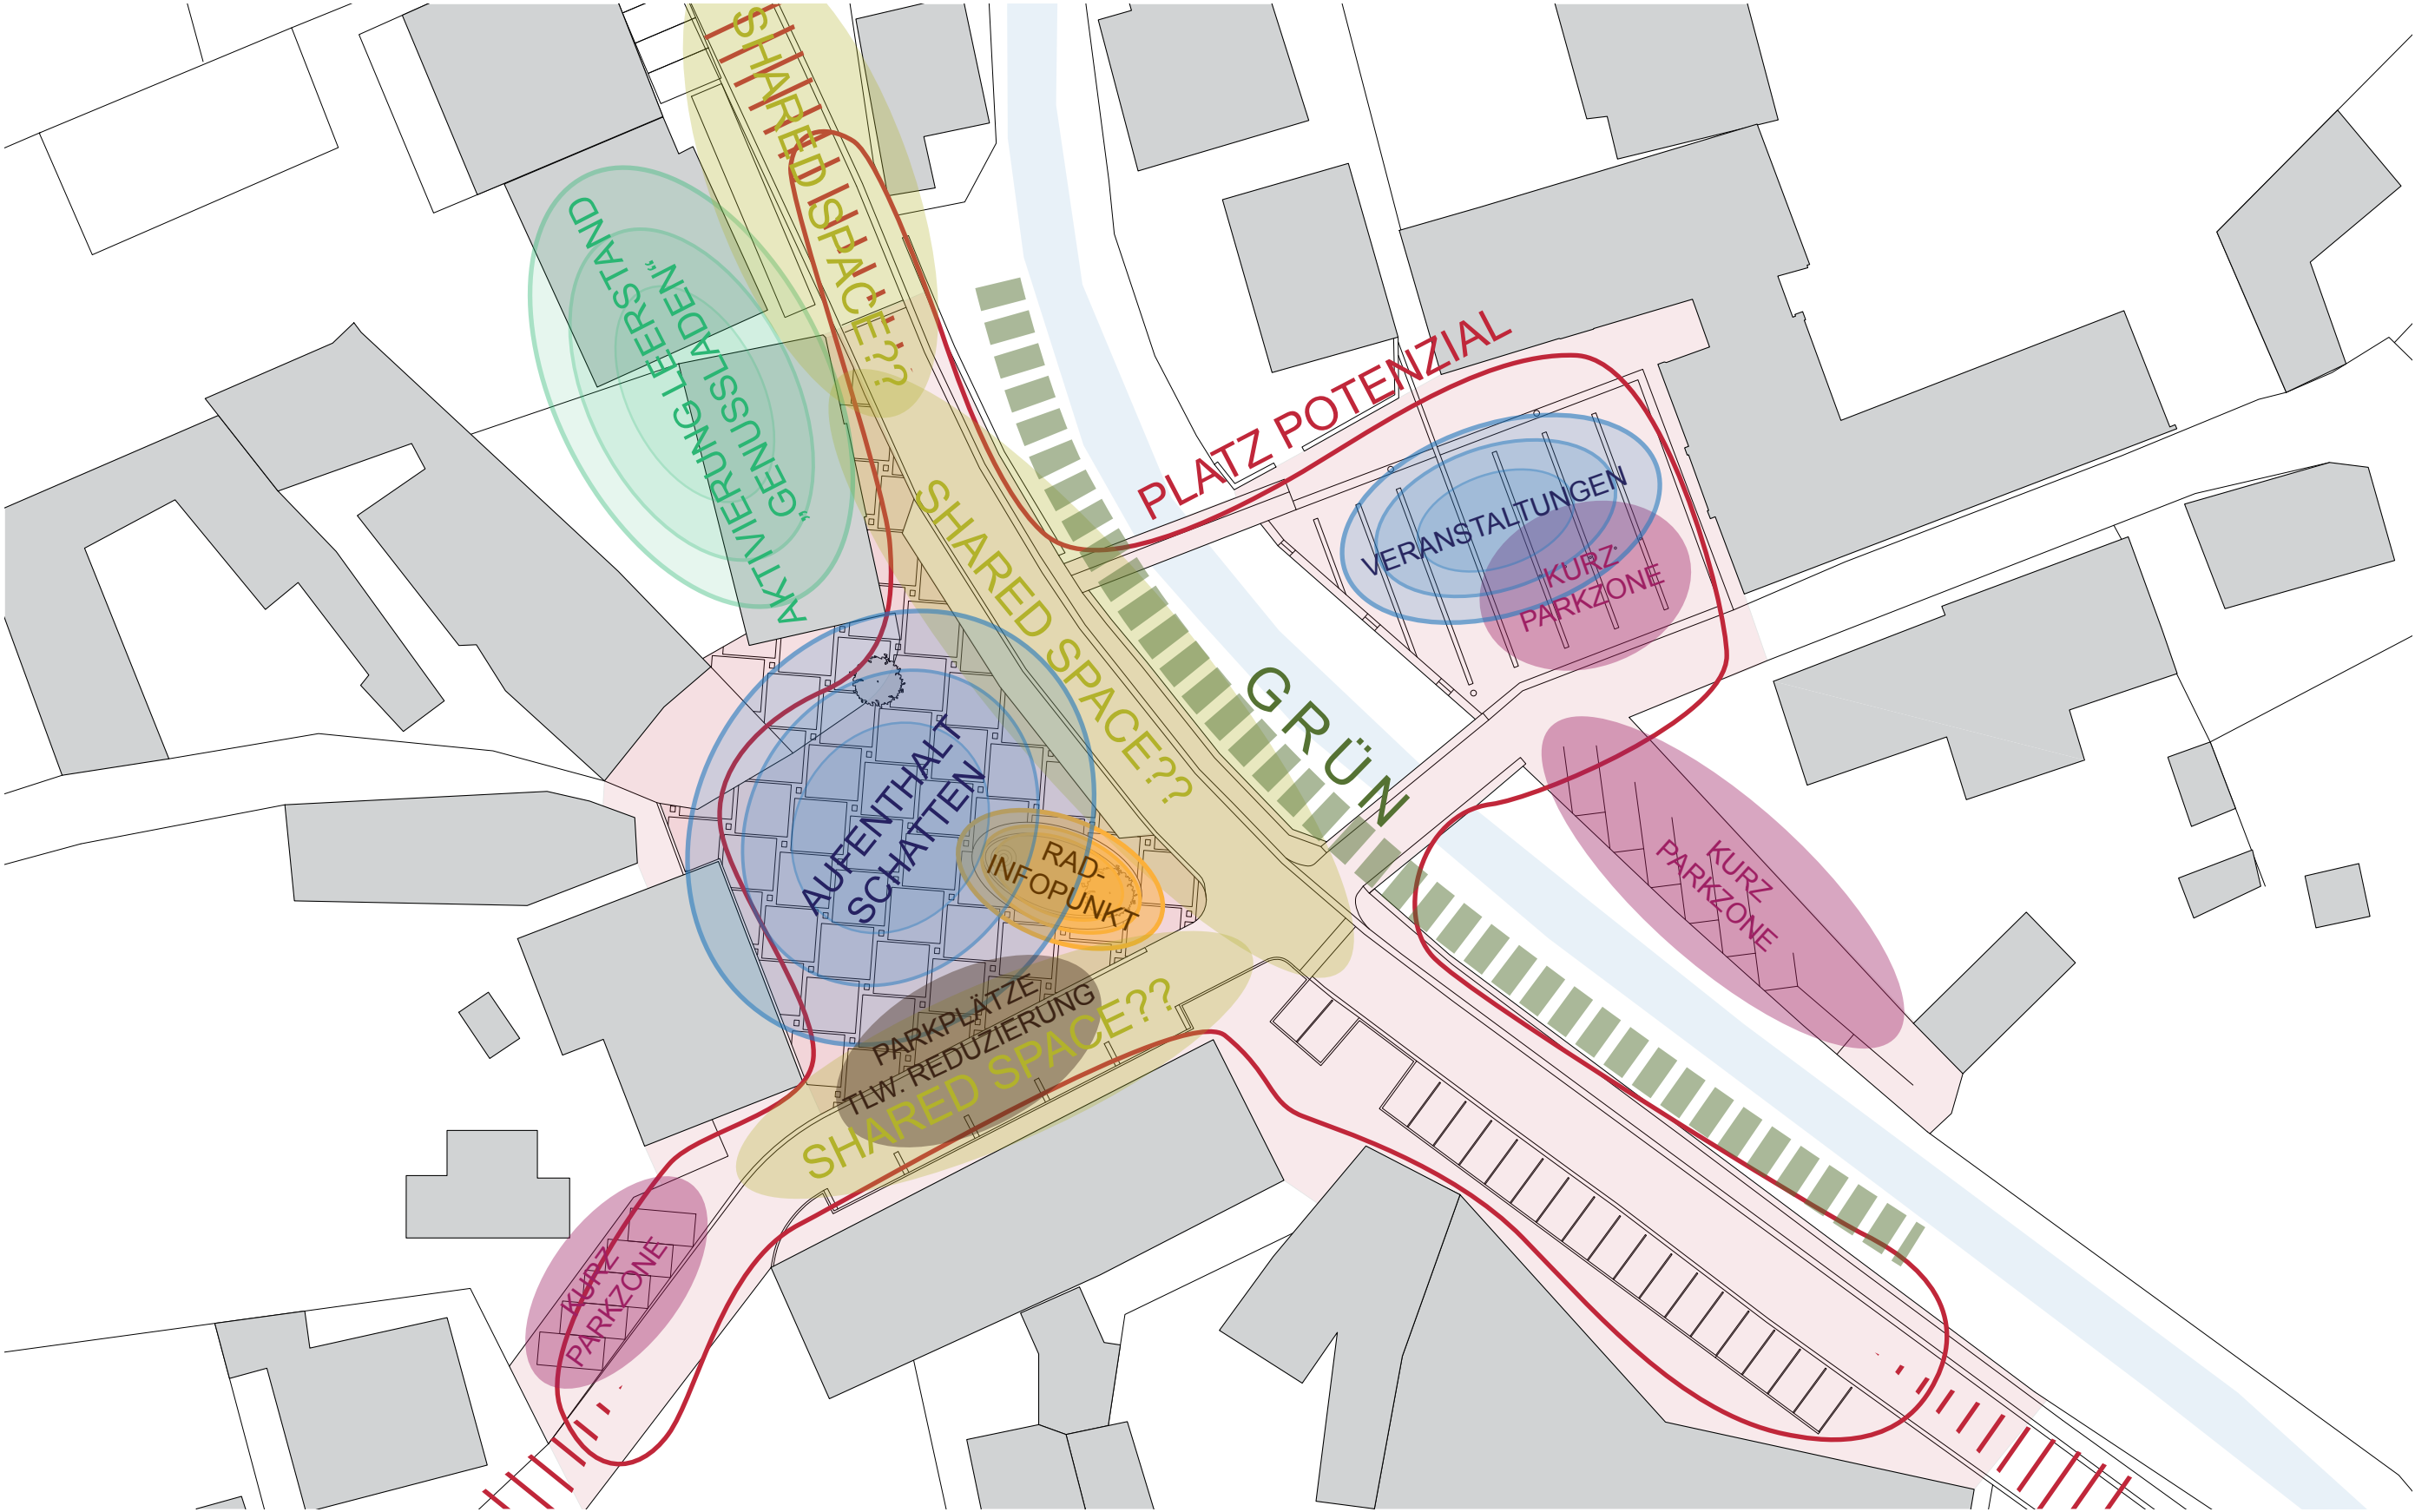 SHARED SPACE??
AKTIVIERUNG LEERSTAND
„GENUSSLADEN”
PLATZ POTENZIAL
VERANSTALTUNGEN
KURZ-
PARKZONE
SHARED SPACE??
GRÜN
AUFENTHALT
SCHATTEN
RAD-
INFOPUNKT
KURZ
PARKZONE
PARKPLÄTZE
TLW. REDUZIERUNG
SHARED SPACE??
KURZ
PARKZONE